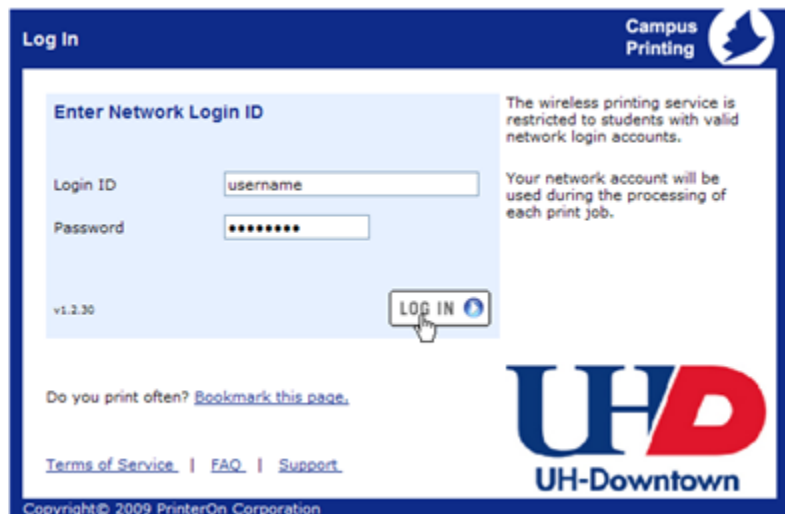 Log In
Campus
Printing
Enter Network Login ID
Login ID
username
Password
••••••••
v1.2.30
LOG IN
The wireless printing service is
restricted to students with valid
network login accounts.
Your network account will be
used during the processing of
each print job.
Do you print often? Bookmark this page.
Terms of Service | FAQ | Support
UHD
UH-Downtown
Copyright© 2009 PrinterOn Corporation